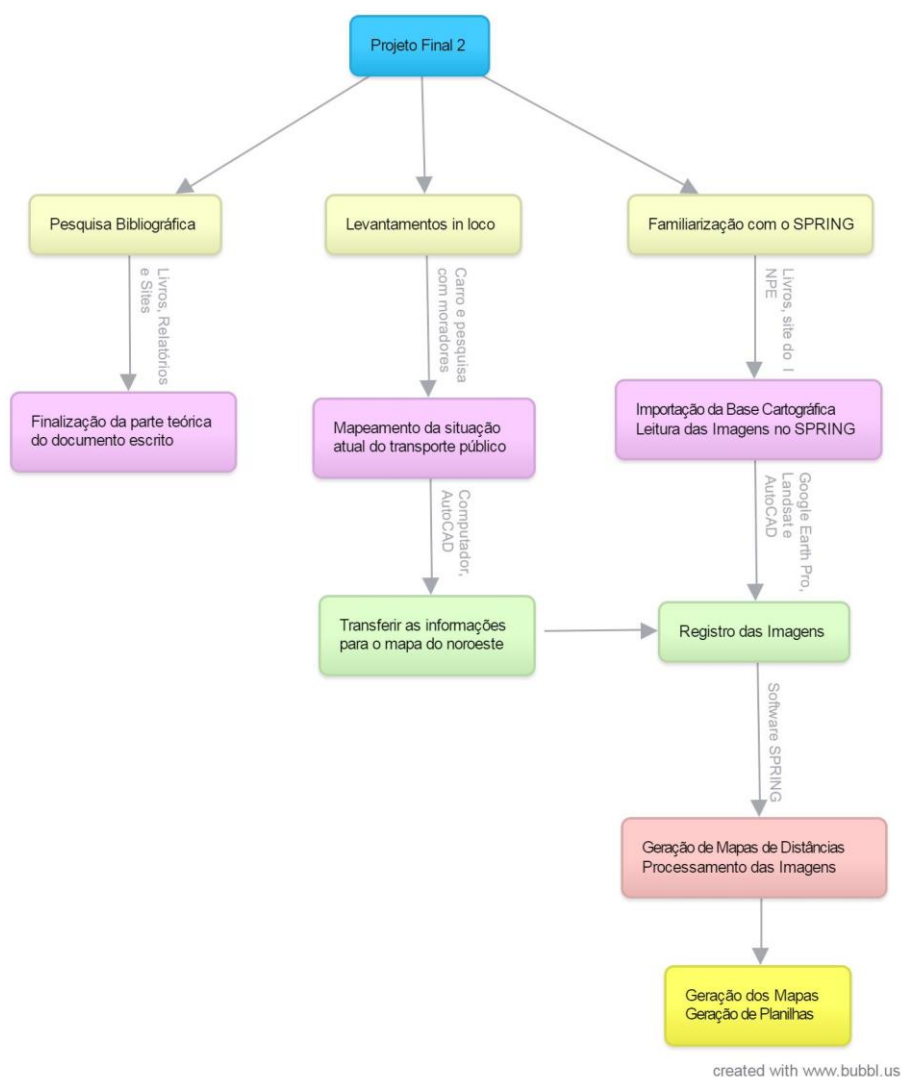 Projeto Final 2
Pesquisa Bibliográfica
Levantamentos in loco
Familiarização com o SPRING
Livros, Relatórios
e Sites
Carro e pesquisa
com moradores
Livros, site do I
NPE
Finalização da parte teórica
do documento escrito
Mapeamento da situação
atual do transporte público
Importação da Base Cartográfica
Leitura das Imagens no SPRING
Computador,
AutoCAD
Google Earth Pro,
Landsat e
AutoCAD
Transferir as informações
para o mapa do noroeste
Registro das Imagens
Software SPRING
Geração de Mapas de Distâncias
Processamento das Imagens
Geração dos Mapas
Geração de Planilhas
created with www.bubbl.us